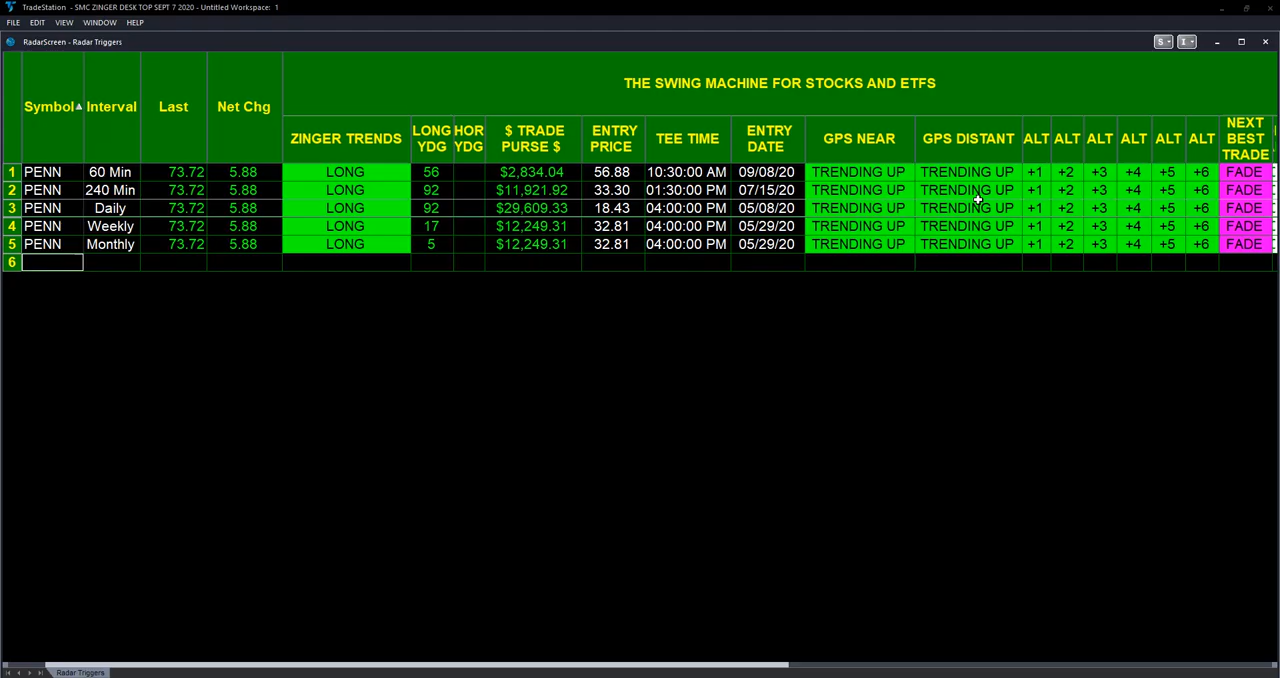 TradeStation - SMC ZINGER DESK TOP SEPT 7 2020 - Untitled Workspace: 1
FILE EDIT VIEW WINDOW HELP
RadarScreen - Radar Triggers S I
THE SWING MACHINE FOR STOCKS AND ETFS
Symbol Interval Last Net Chg
ZINGER TRENDS LONG YDG HOR YDG $ TRADE PURSE $ ENTRY PRICE TEE TIME ENTRY DATE GPS NEAR GPS DISTANT ALT ALT ALT ALT ALT ALT NEXT BEST TRADE
1 PENN 60 Min 73.72 5.88 LONG 56 $2,834.04 56.88 10:30:00 AM 09/08/20 TRENDING UP TRENDING UP +1 +2 +3 +4 +5 +6 FADE
2 PENN 240 Min 73.72 5.88 LONG 92 $11,921.92 33.30 01:30:00 PM 07/15/20 TRENDING UP TRENDING UP +1 +2 +3 +4 +5 +6 FADE
3 PENN Daily 73.72 5.88 LONG 92 $29,609.33 18.43 04:00:00 PM 05/08/20 TRENDING UP TRENDING UP +1 +2 +3 +4 +5 +6 FADE
4 PENN Weekly 73.72 5.88 LONG 17 $12,249.31 32.81 04:00:00 PM 05/29/20 TRENDING UP TRENDING UP +1 +2 +3 +4 +5 +6 FADE
5 PENN Monthly 73.72 5.88 LONG 5 $12,249.31 32.81 04:00:00 PM 05/29/20 TRENDING UP TRENDING UP +1 +2 +3 +4 +5 +6 FADE
6
Radar Triggers